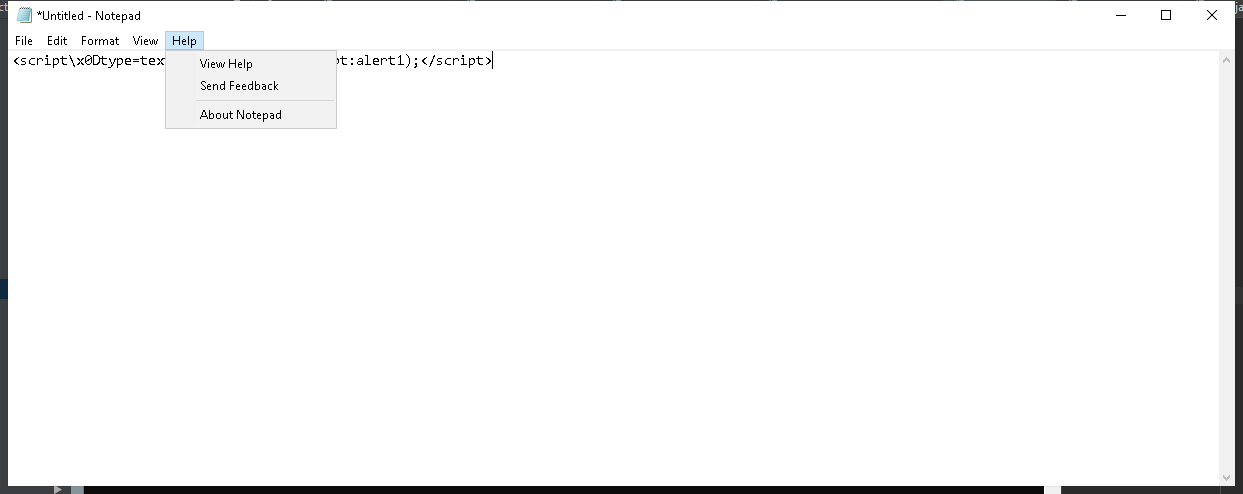 *Untitled - Notepad
File Edit Format View Help
<script\x0Dtype=tex pt:alert1);</script>
View Help
Send Feedback
About Notepad